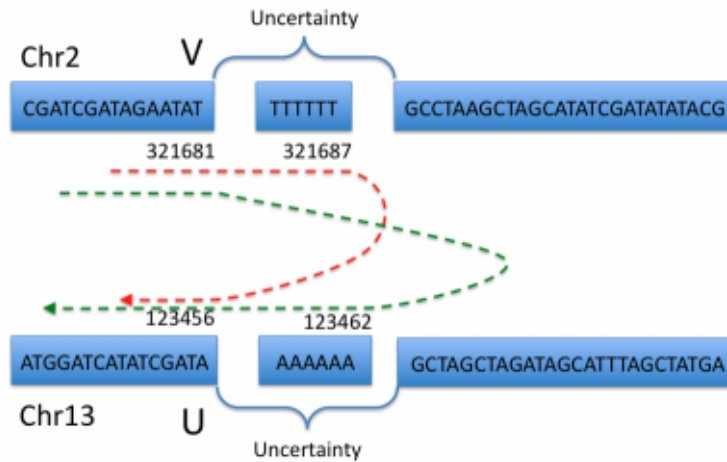 Uncertainty
Chr2 V
CGATCGATAGAATAT TTTTTT GCCTAAGCTAGCATATCGATATATACG
321681 321687
123456 123462
ATGGATCATATCGATA AAAAAA GCTAGCTAGATAGCATTTAGCTATGA
Chr13 U
Uncertainty